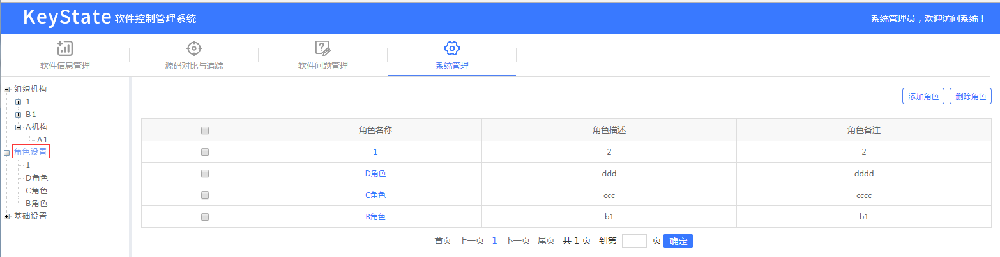 KeyState 软件控制管理系统
系统管理员，欢迎访问系统！
软件信息管理
源码对比与追踪
软件问题管理
系统管理
组织机构
1
B1
A机构
A1
角色设置
1
D角色
C角色
B角色
基础设置
添加角色 删除角色
角色名称 角色描述 角色备注
1 2 2
D角色 ddd dddd
C角色 ccc cccc
B角色 b1 b1
首页 上一页 1 下一页 尾页 共 1 页 到第 页 确定